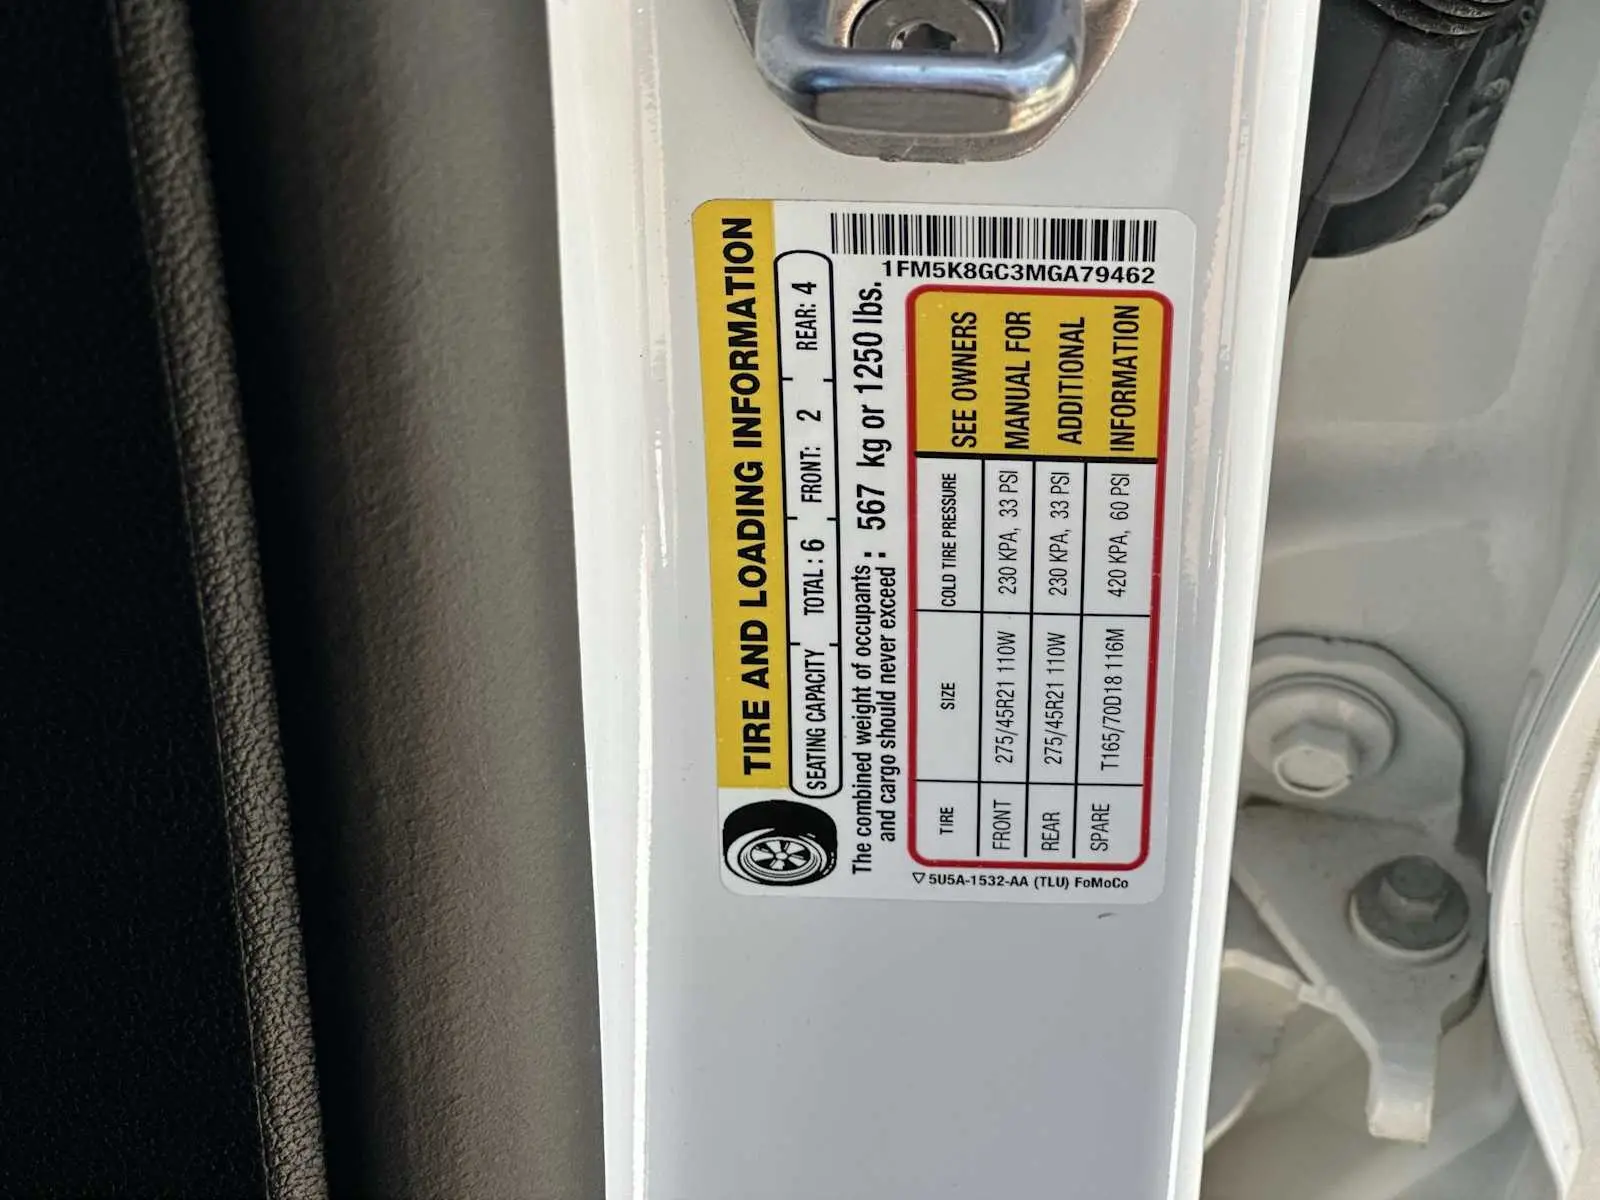 TIRE AND LOADING INFORMATION
SEATING CAPACITY TOTAL : 6 FRONT: 2 REAR: 4
The combined weight of occupants : 567 kg or 1250 lbs.
and cargo should never exceed :
1FM5K8GC3MGA79462
TIRE SIZE COLD TIRE PRESSURE
FRONT 275/45R21 110W 230 KPA, 33 PSI
REAR 275/45R21 110W 230 KPA, 33 PSI
SPARE T165/70D18 116M 420 KPA, 60 PSI
SEE OWNERS
MANUAL FOR
ADDITIONAL
INFORMATION
▽ 5U5A-1532-AA (TLU) FoMoCo